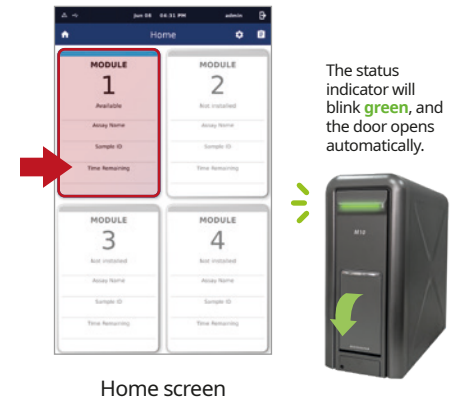 Jun 08 04:31 PM admin
Home
MODULE
1
Available
Assay Name
Sample ID
Time Remaining
MODULE
2
Not installed
Assay Name
Sample ID
Time Remaining
MODULE
3
Not installed
Assay Name
Sample ID
Time Remaining
MODULE
4
Not installed
Assay Name
Sample ID
Time Remaining
Home screen
The status
indicator will
blink green, and
the door opens
automatically.
M10